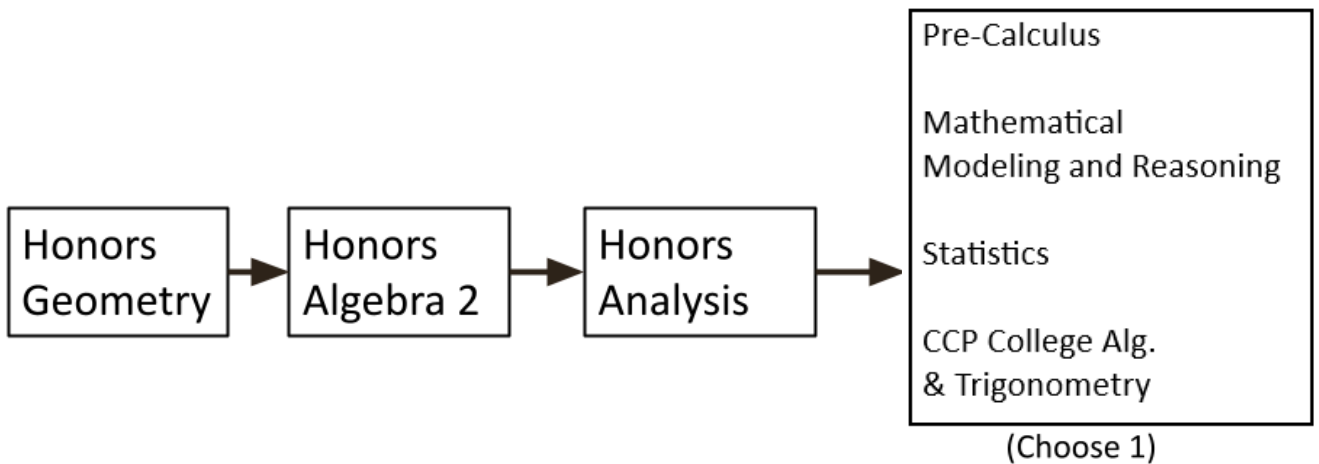 Honors
Geometry
Honors
Algebra 2
Honors
Analysis
Pre-Calculus
Mathematical
Modeling and Reasoning
Statistics
CCP College Alg.
& Trigonometry
(Choose 1)